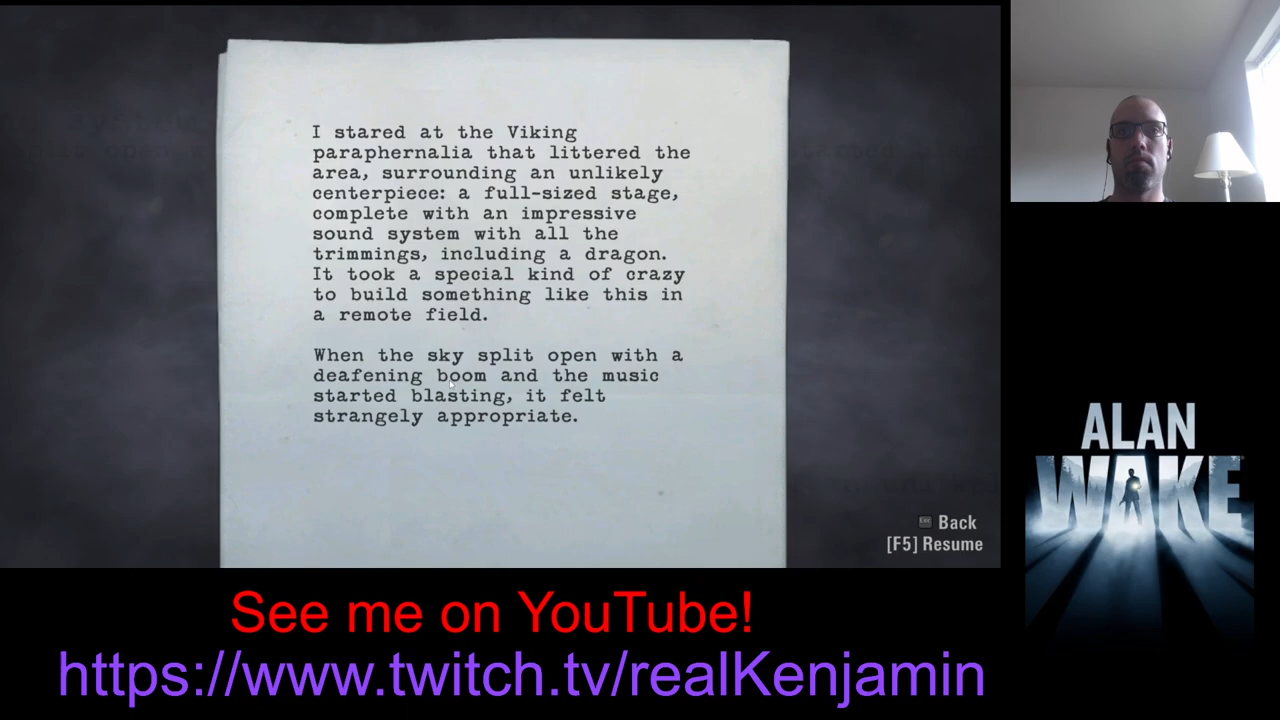 I stared at the Viking
paraphernalia that littered the
area, surrounding an unlikely
centerpiece: a full-sized stage,
complete with an impressive
sound system with all the
trimmings, including a dragon.
It took a special kind of crazy
to build something like this in
a remote field.
When the sky split open with a
deafening boom and the music
started blasting, it felt
strangely appropriate.
Esc Back
[F5] Resume
ALAN
WAKE
See me on YouTube!
https://www.twitch.tv/realKenjamin